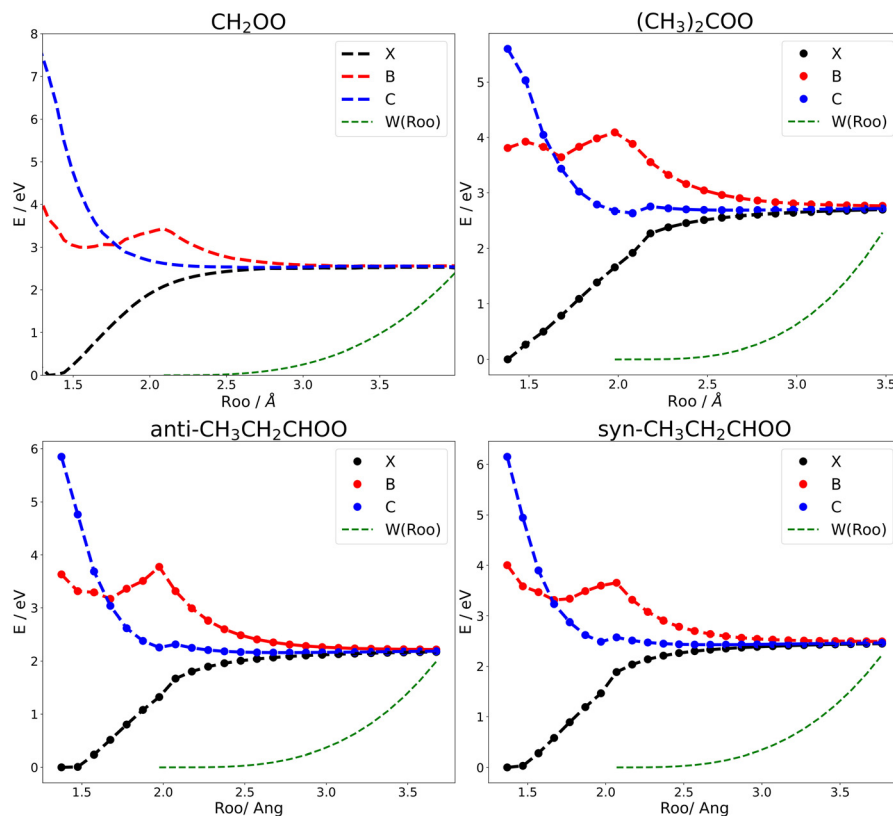 CH₂OO
8
7
6
5
4
3
2
1
0
E / eV
X
B
C
W(Roo)
1.5
2.0
2.5
3.0
3.5
Roo / Å
(CH₃)₂COO
5
4
3
2
1
0
E / eV
X
B
C
W(Roo)
1.5
2.0
2.5
3.0
3.5
Roo / Å
anti-CH₃CH₂CHOO
6
5
4
3
2
1
0
E / eV
X
B
C
W(Roo)
1.5
2.0
2.5
3.0
3.5
Roo/ Ang
syn-CH₃CH₂CHOO
6
5
4
3
2
1
0
E / eV
X
B
C
W(Roo)
1.5
2.0
2.5
3.0
3.5
Roo/ Ang